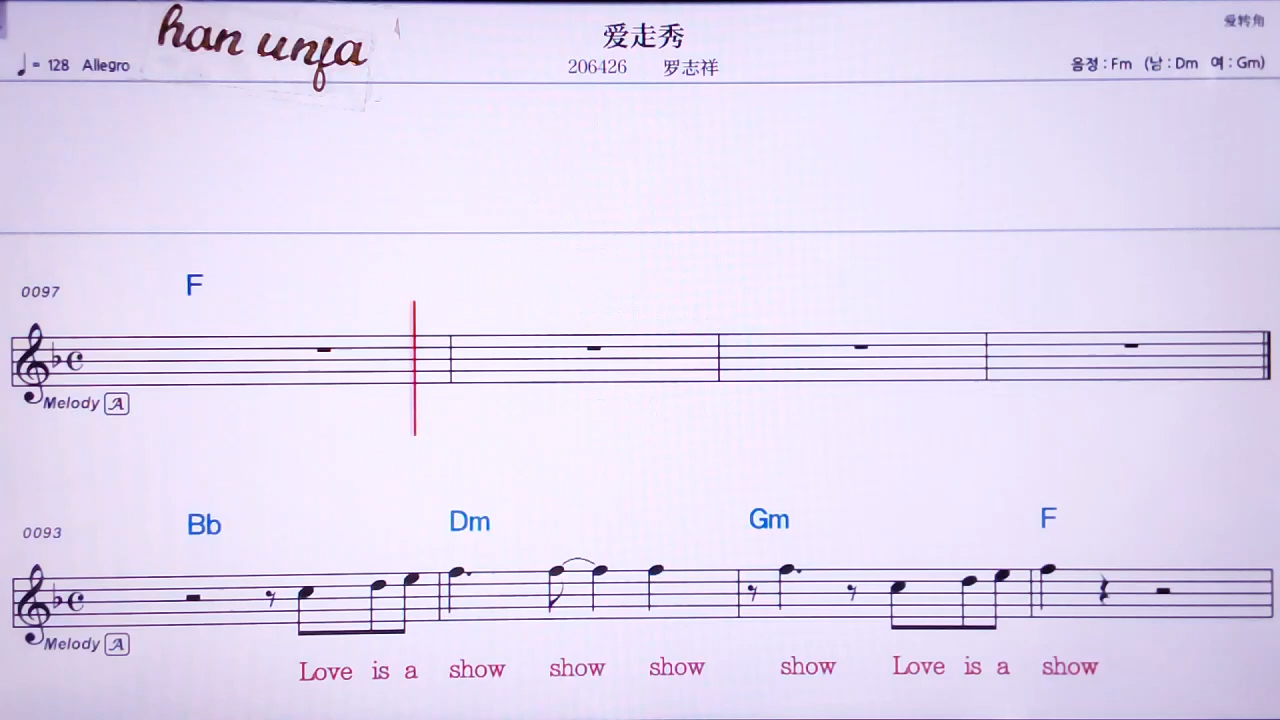 han unfa
爱走秀
爱转角
♩= 128 Allegro
206426 罗志祥
음정 : Fm (남 : Dm 여 : Gm)
F
0097
Melody A
Bb Dm Gm F
0093
Melody A
Love is a show show show show Love is a show